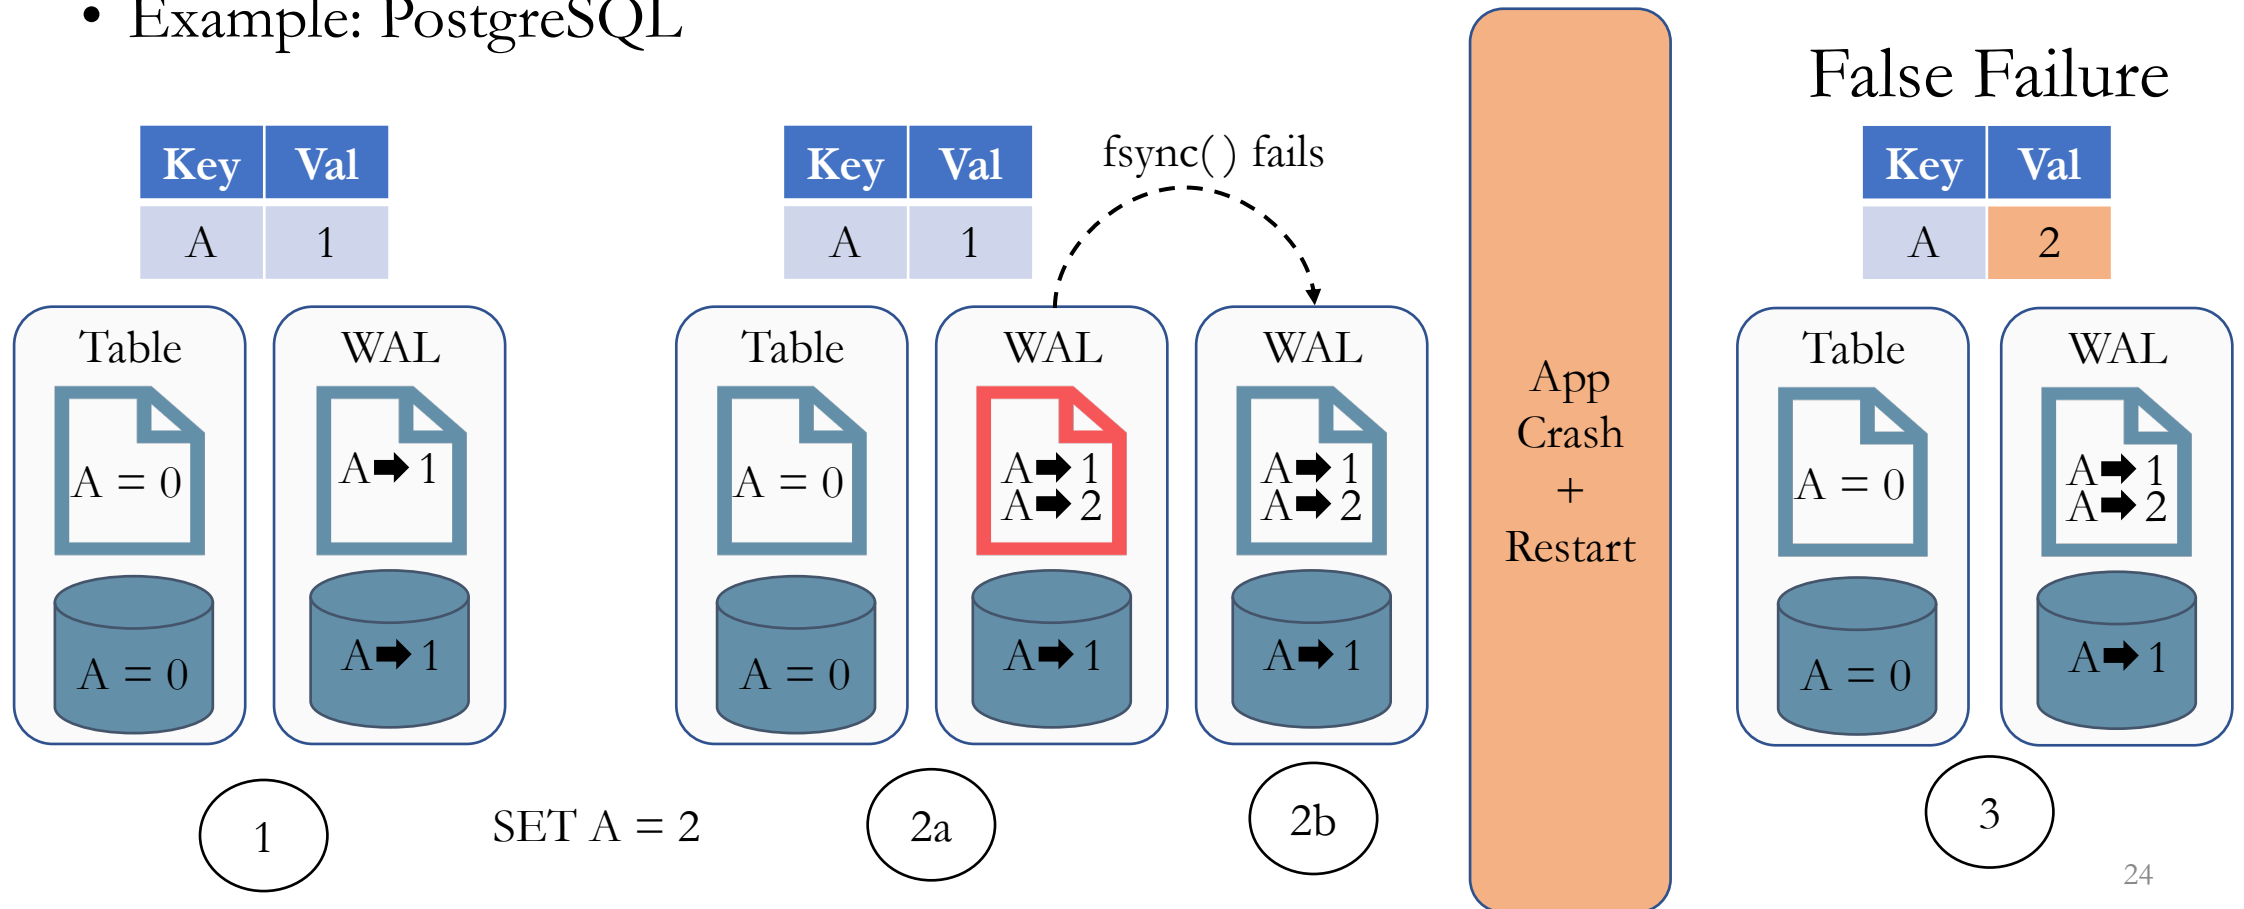 • Example: PostgreSQL
False Failure
Key Val
A 1
Key Val
A 1
fsync( ) fails
Key Val
A 2
Table
A = 0
A = 0
WAL
A➡1
A➡1
Table
A = 0
A = 0
WAL
A➡1
A➡2
A➡1
WAL
A➡1
A➡2
A➡1
App
Crash
+
Restart
Table
A = 0
A = 0
WAL
A➡1
A➡2
A➡1
1
SET A = 2
2a
2b
3
24